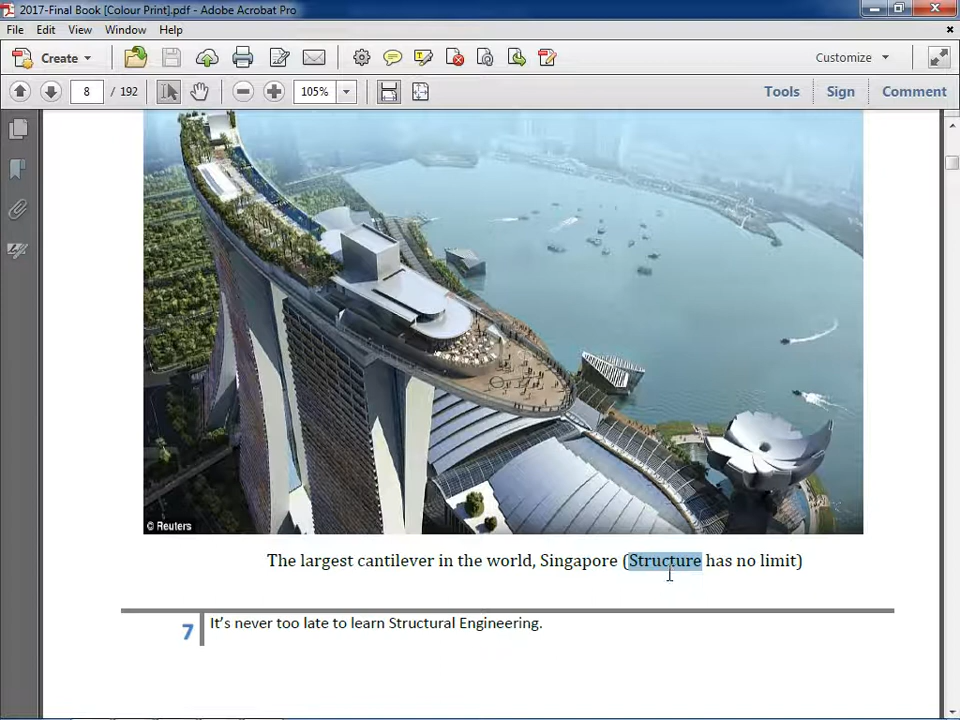 2017-Final Book [Colour Print].pdf - Adobe Acrobat Pro
File Edit View Window Help
Create
Customize
8 / 192
105%
Tools Sign Comment
© Reuters
The largest cantilever in the world, Singapore (Structure has no limit)
7 It's never too late to learn Structural Engineering.